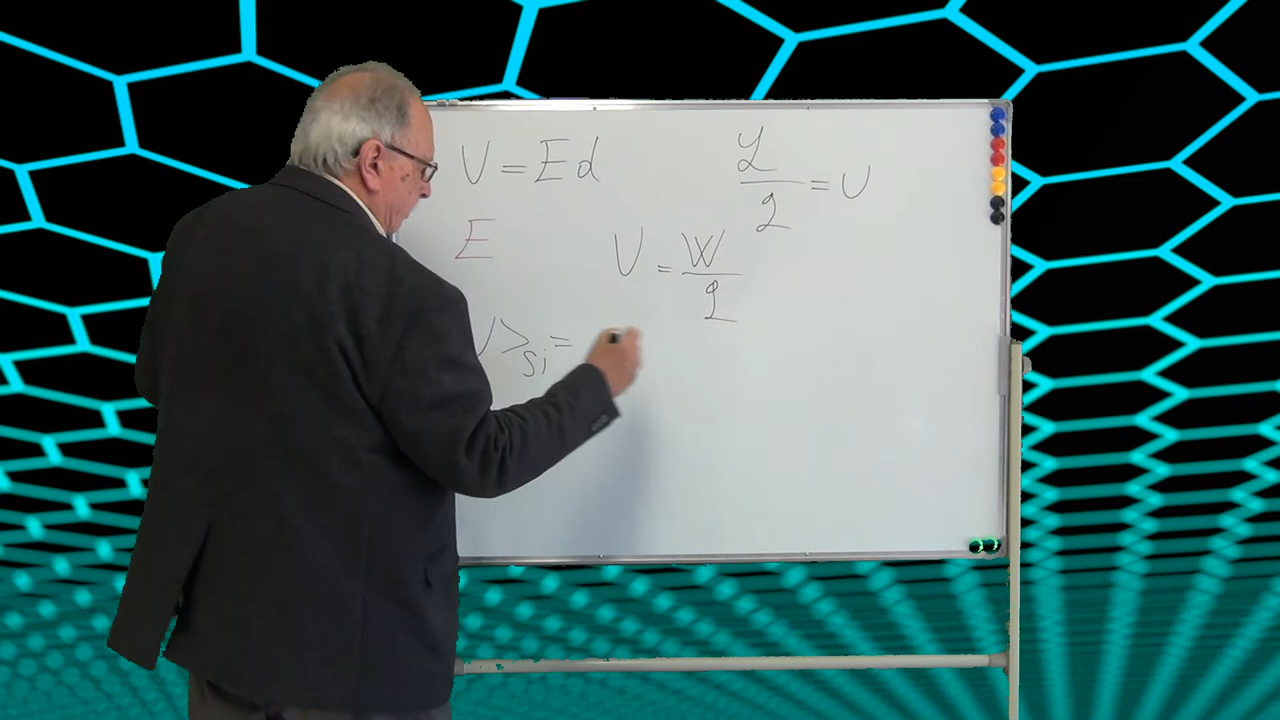 U = Ed
L/q = U
E
U = W/q
U>si =